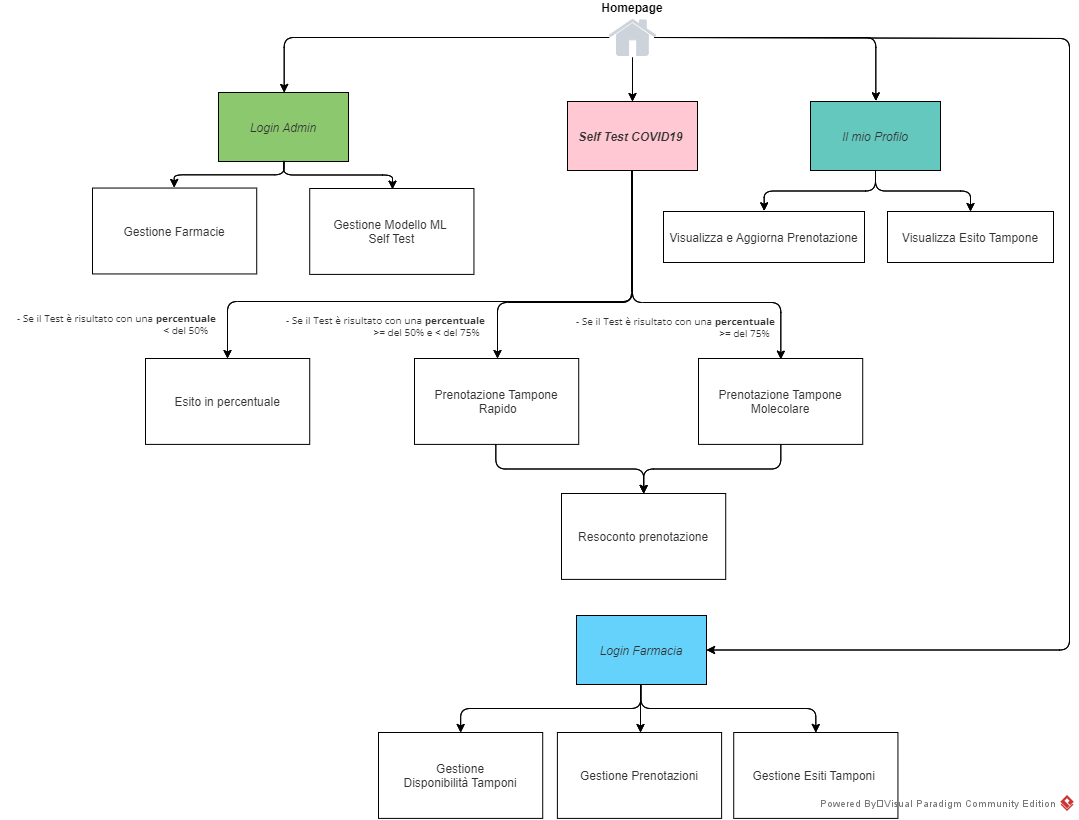 Homepage
Login Admin
Self Test COVID19
Il mio Profilo
Gestione Farmacie
Gestione Modello ML
Self Test
Visualizza e Aggiorna Prenotazione
Visualizza Esito Tampone
- Se il Test è risultato con una percentuale
< del 50%
- Se il Test è risultato con una percentuale
>= del 50% e < del 75%
- Se il Test è risultato con una percentuale
>= del 75%
Esito in percentuale
Prenotazione Tampone
Rapido
Prenotazione Tampone
Molecolare
Resoconto prenotazione
Login Farmacia
Gestione
Disponibilità Tamponi
Gestione Prenotazioni
Gestione Esiti Tamponi
Powered By□Visual Paradigm Community Edition